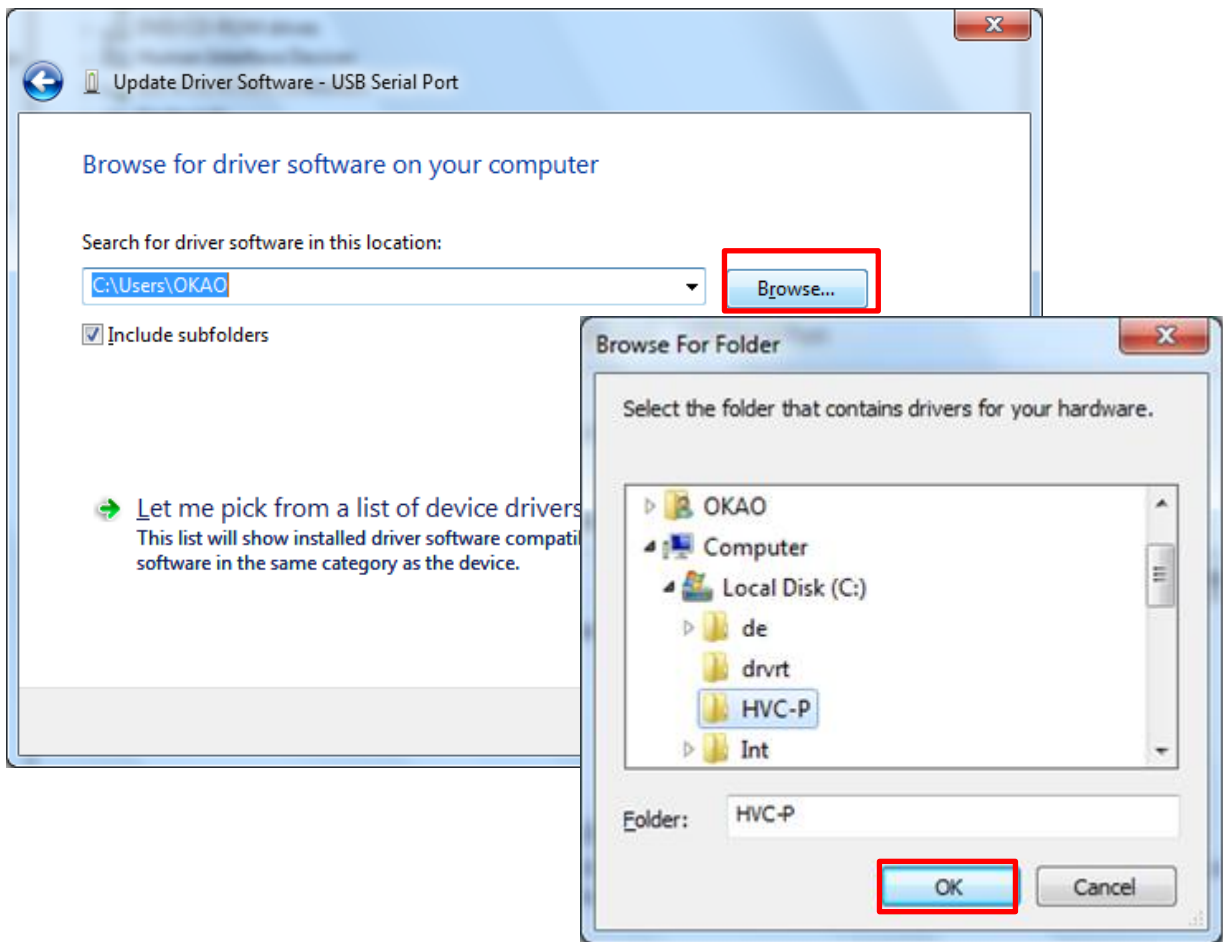 Update Driver Software - USB Serial Port
Browse for driver software on your computer
Search for driver software in this location:
C:\Users\OKAO
Browse...
Include subfolders
Let me pick from a list of device drivers
This list will show installed driver software compati
software in the same category as the device.
Browse For Folder
Select the folder that contains drivers for your hardware.
OKAO
Computer
Local Disk (C:)
de
drvrt
HVC-P
Int
Folder:
HVC-P
OK
Cancel